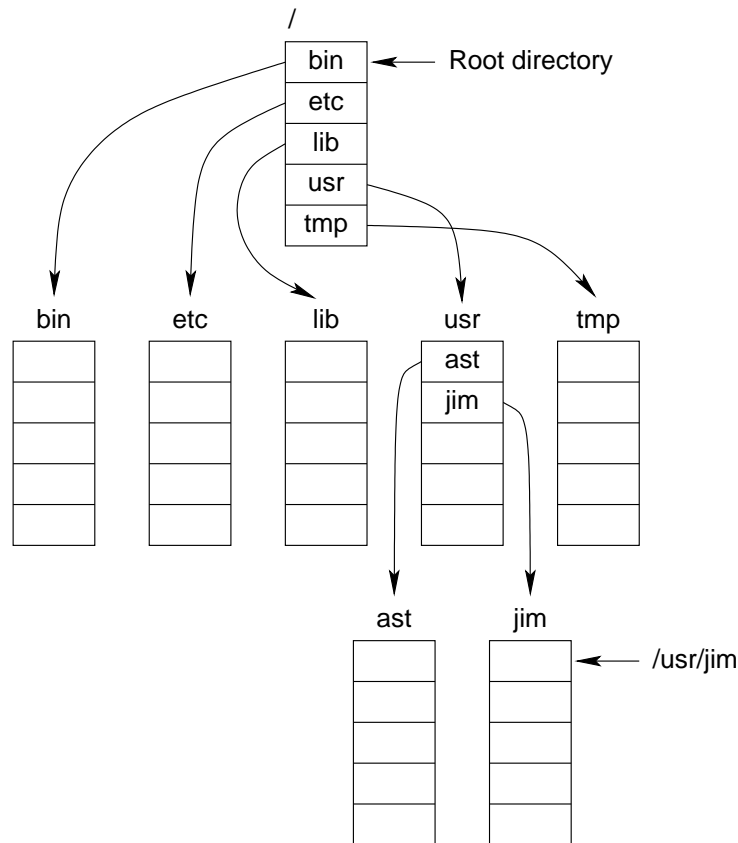 /
bin
Root directory
etc
lib
usr
tmp
bin
etc
lib
usr
tmp
ast
jim
ast
jim
/usr/jim